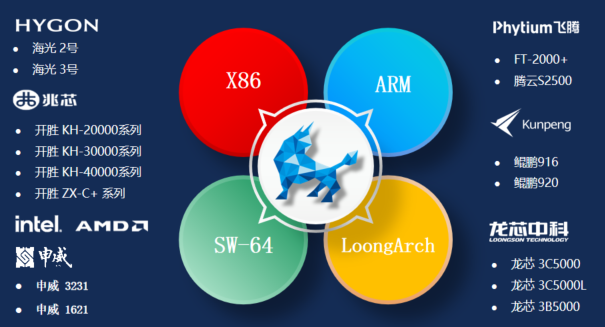 HYGON
海光 2号
海光 3号
兆芯
开胜 KH-20000系列
开胜 KH-30000系列
开胜 KH-40000系列
开胜 ZX-C+ 系列
intel. AMD
申威
申威 3231
申威 1621
X86
ARM
SW-64
LoongArch
Phytium飞腾
FT-2000+
腾云S2500
Kunpeng
鲲鹏916
鲲鹏920
龙芯中科
LOONGSON TECHNOLOGY
龙芯 3C5000
龙芯 3C5000L
龙芯 3B5000